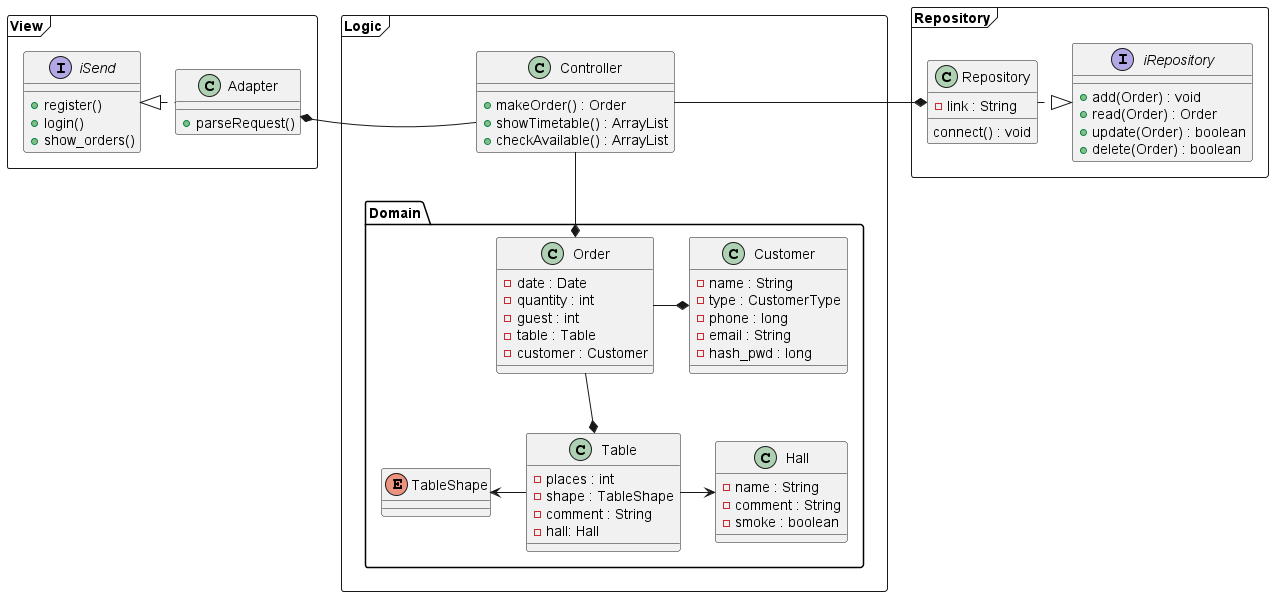 View
I iSend
register()
login()
show_orders()
C Adapter
parseRequest()
Logic
C Controller
makeOrder() : Order
showTimetable() : ArrayList
checkAvailable() : ArrayList
Repository
C Repository
link : String
connect() : void
I iRepository
add(Order) : void
read(Order) : Order
update(Order) : boolean
delete(Order) : boolean
Domain
C Order
date : Date
quantity : int
guest : int
table : Table
customer : Customer
C Customer
name : String
type : CustomerType
phone : long
email : String
hash_pwd : long
E TableShape
C Table
places : int
shape : TableShape
comment : String
hall: Hall
C Hall
name : String
comment : String
smoke : boolean